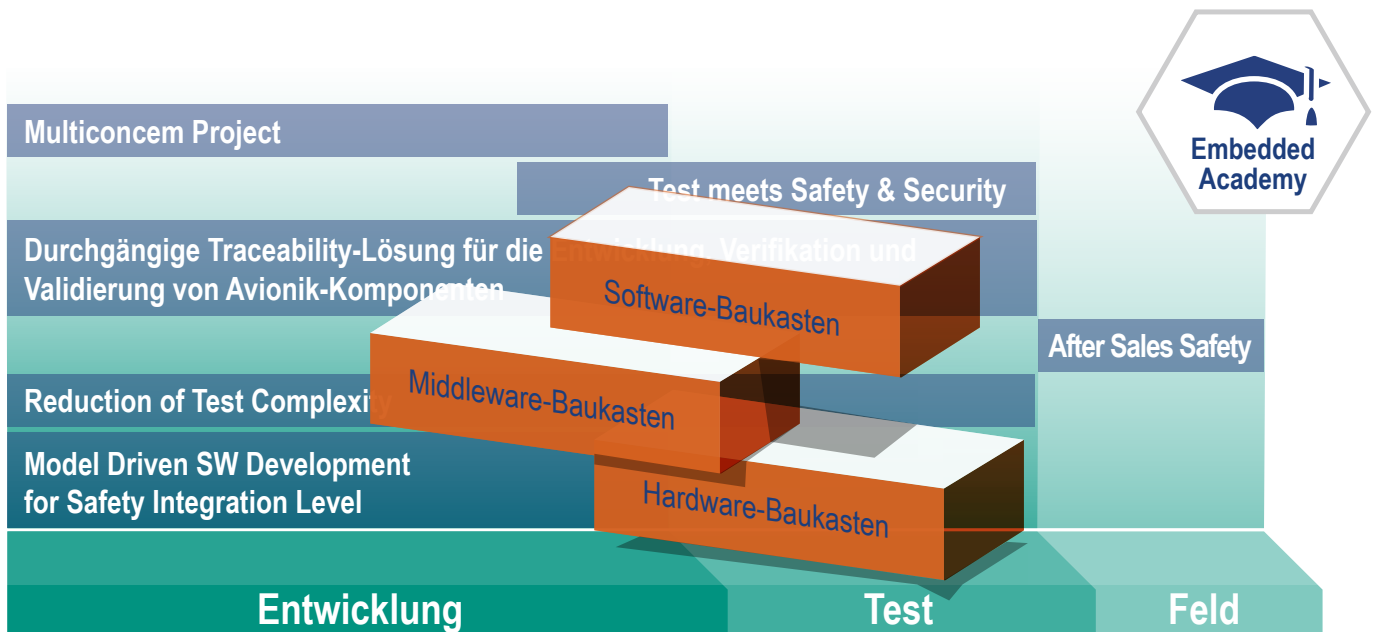 Embedded
Academy
Multiconcem Project
Test meets Safety & Security
Durchgängige Traceability-Lösung für die Entwicklung, Verifikation und
Validierung von Avionik-Komponenten
Software-Baukasten
After Sales Safety
Middleware-Baukasten
Reduction of Test Complexity
Model Driven SW Development
for Safety Integration Level
Hardware-Baukasten
Entwicklung
Test
Feld